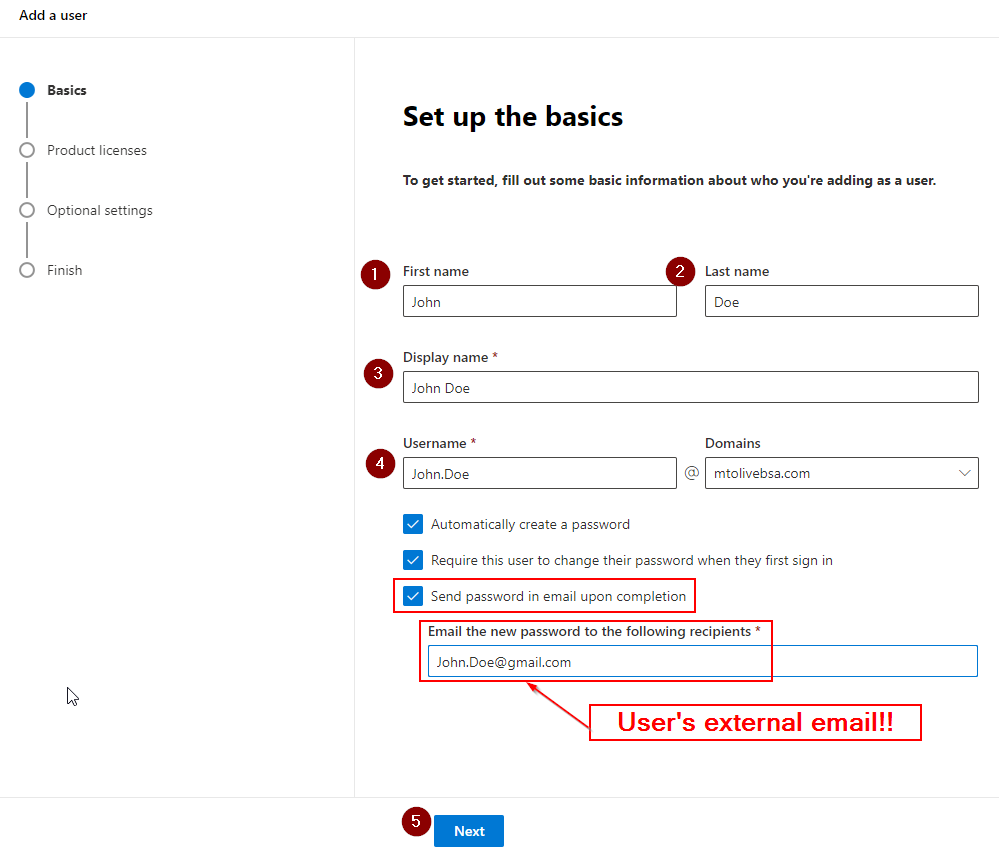 Add a user
Basics
Product licenses
Optional settings
Finish
Set up the basics
To get started, fill out some basic information about who you're adding as a user.
1 First name 2 Last name
John Doe
3 Display name *
John Doe
4 Username * Domains
John.Doe @ mtolivebsa.com
Automatically create a password
Require this user to change their password when they first sign in
Send password in email upon completion
Email the new password to the following recipients *
John.Doe@gmail.com
User's external email!!
5 Next